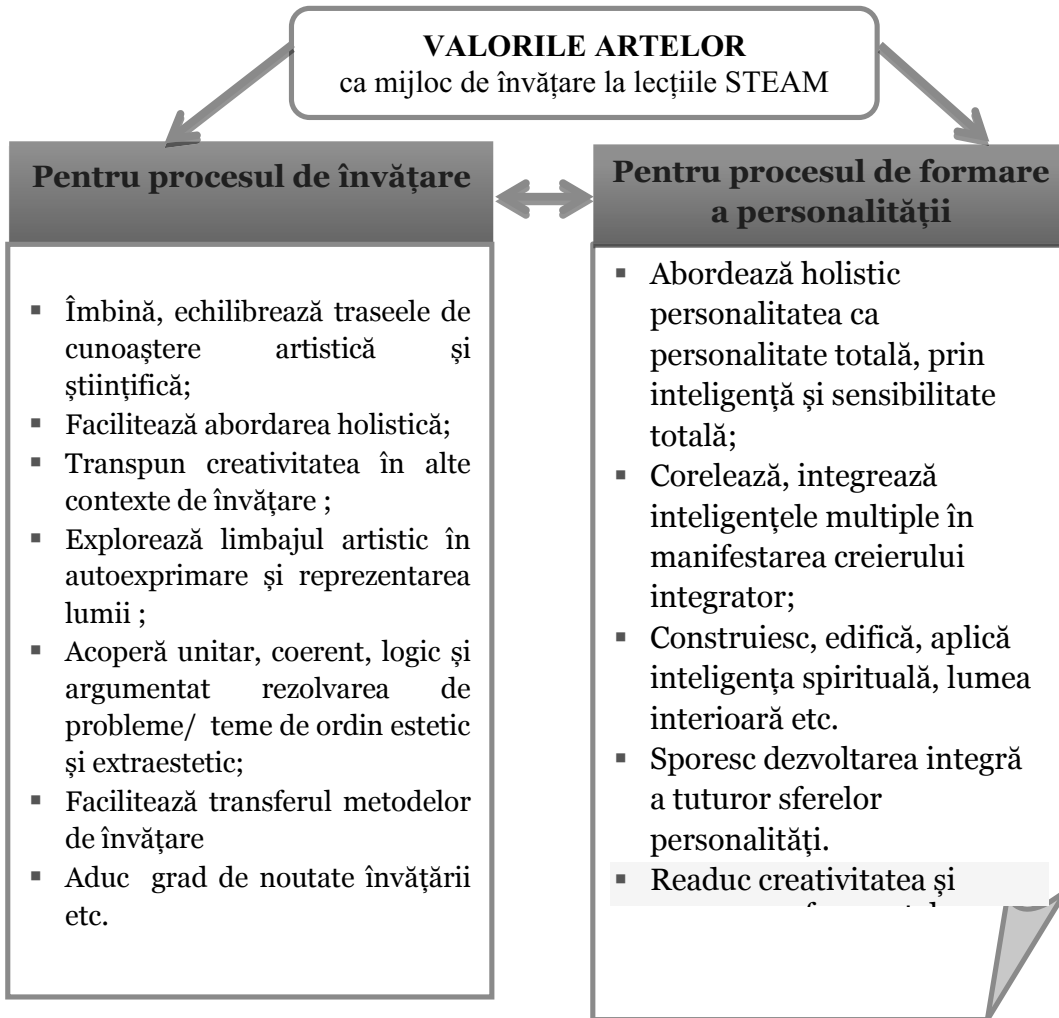 VALORILE ARTELOR
ca mijloc de învățare la lecțiile STEAM
Pentru procesul de învățare
▪ Îmbină, echilibrează traseele de
cunoaștere artistică și
științifică;
▪ Facilitează abordarea holistică;
▪ Transpun creativitatea în alte
contexte de învățare ;
▪ Explorează limbajul artistic în
autoexprimare și reprezentarea
lumii ;
▪ Acoperă unitar, coerent, logic și
argumentat rezolvarea de
probleme/ teme de ordin estetic
și extraestetic;
▪ Facilitează transferul metodelor
de învățare
▪ Aduc grad de noutate învățării
etc.
Pentru procesul de formare
a personalității
▪ Abordează holistic
personalitatea ca
personalitate totală, prin
inteligență și sensibilitate
totală;
▪ Corelează, integrează
inteligențele multiple în
manifestarea creierului
integrator;
▪ Construiesc, edifică, aplică
inteligența spirituală, lumea
interioară etc.
▪ Sporesc dezvoltarea integră
a tuturor sferelor
personalități.
▪ Readuc creativitatea și